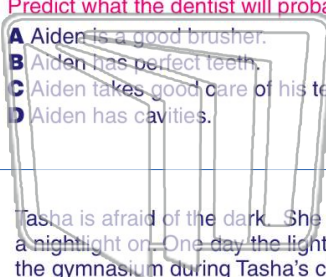 Predict what the dentist will proba
A Aiden is a good brusher.
B Aiden has perfect teeth.
C Aiden takes good care of his te
D Aiden has cavities.
Tasha is afraid of the dark. She
a nightlight on. One day the light
the gymnasium during Tasha's c